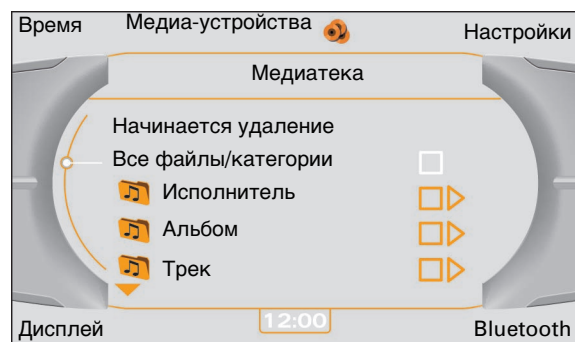 Время
Медиа-устройства
Настройки
Медиатека
Начинается удаление
Все файлы/категории
Исполнитель
Альбом
Трек
Дисплей
12:00
Bluetooth